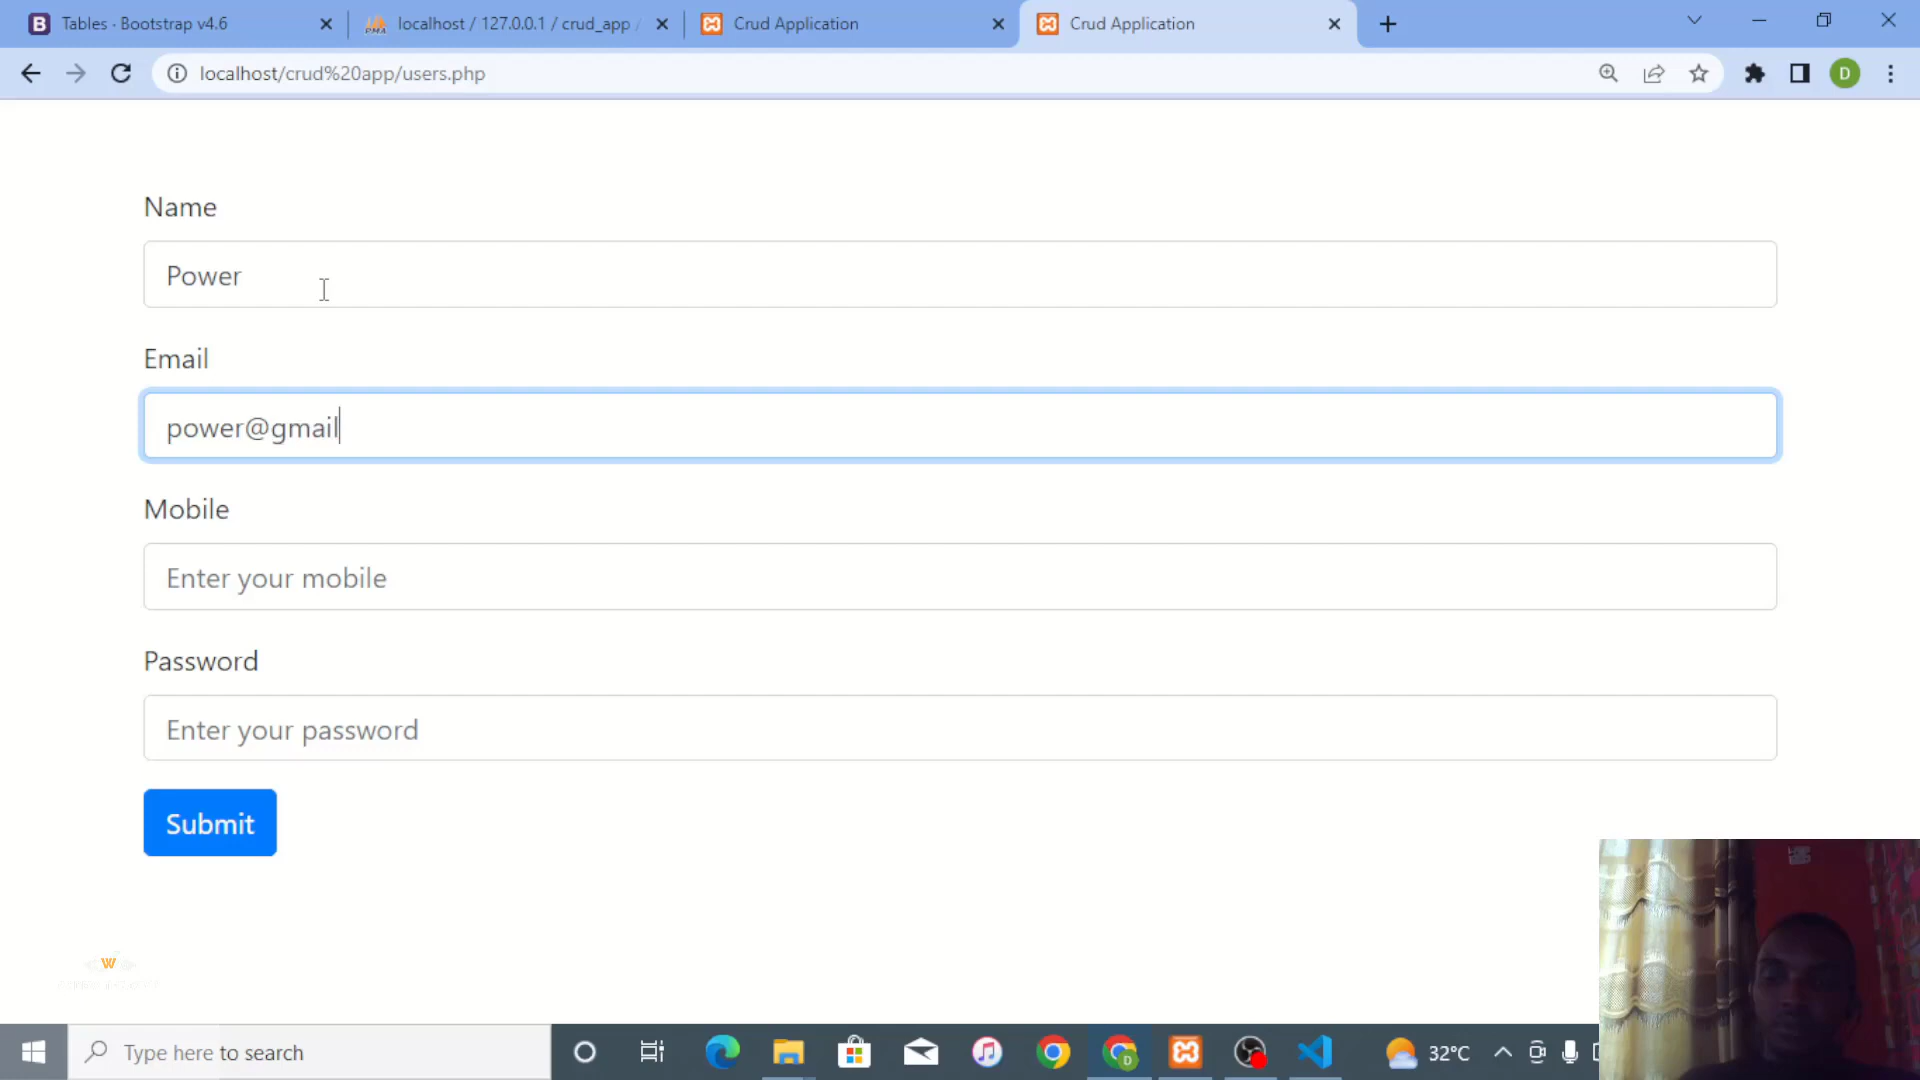 Tables - Bootstrap v4.6
localhost / 127.0.0.1 / crud_app /
Crud Application
Crud Application
localhost/crud%20app/users.php
D
Name
Power
Email
power@gmail
Mobile
Enter your mobile
Password
Enter your password
Submit
W
Type here to search
32°C